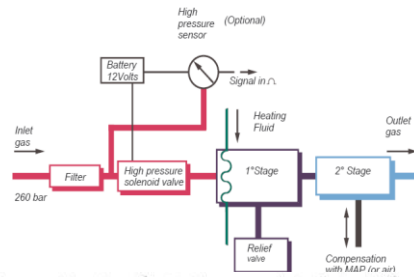 High
pressure
sensor
(Optional)
Battery
12Volts
Signal in
Inlet
gas
Heating
Fluid
Outlet
gas
Filter
High pressure
solenoid valve
1°Stage
2° Stage
260 bar
Relief
valve
Compensation
with MAP (or air)